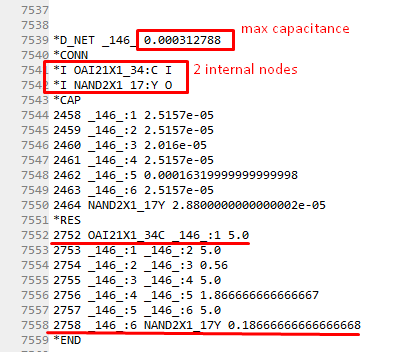 7537
7538
7539 *D_NET _146_ 0.000312788 max capacitance
7540 *CONN
7541 *I OAI21X1_34:C I
7542 *I NAND2X1_17:Y O 2 internal nodes
7543 *CAP
7544 2458 _146_:1 2.5157e-05
7545 2459 _146_:2 2.5157e-05
7546 2460 _146_:3 2.016e-05
7547 2461 _146_:4 2.5157e-05
7548 2462 _146_:5 0.00016319999999999998
7549 2463 _146_:6 2.5157e-05
7550 2464 NAND2X1_17Y 2.8800000000000002e-05
7551 *RES
7552 2752 OAI21X1_34C _146_:1 5.0
7553 2753 _146_:1 _146_:2 5.0
7554 2754 _146_:2 _146_:3 0.56
7555 2755 _146_:3 _146_:4 5.0
7556 2756 _146_:4 _146_:5 1.866666666666667
7557 2757 _146_:5 _146_:6 5.0
7558 2758 _146_:6 NAND2X1_17Y 0.18666666666666668
7559 *END